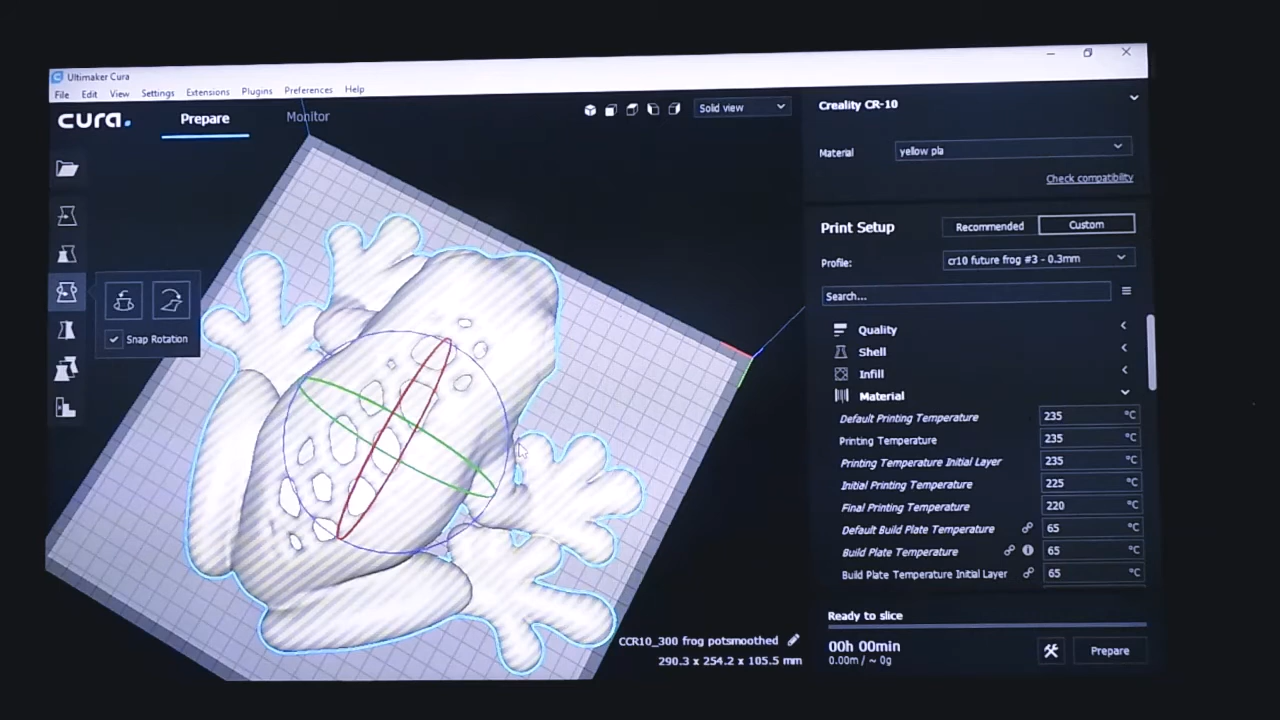 Ultimaker Cura
File Edit View Settings Extensions Plugins Preferences Help
cura.
Prepare
Monitor
Solid view
Snap Rotation
CCR10_300 frog potsmoothed
290.3 x 254.2 x 105.5 mm
Creality CR-10
Material
yellow pla
Check compatibility
Print Setup
Recommended
Custom
Profile:
cr10 future frog #3 - 0.3mm
Search...
Quality
Shell
Infill
Material
Default Printing Temperature 235 °C
Printing Temperature 235 °C
Printing Temperature Initial Layer 235 °C
Initial Printing Temperature 225 °C
Final Printing Temperature 220 °C
Default Build Plate Temperature 65 °C
Build Plate Temperature 65 °C
Build Plate Temperature Initial Layer 65 °C
Ready to slice
00h 00min
0.00m / ~ 0g
Prepare